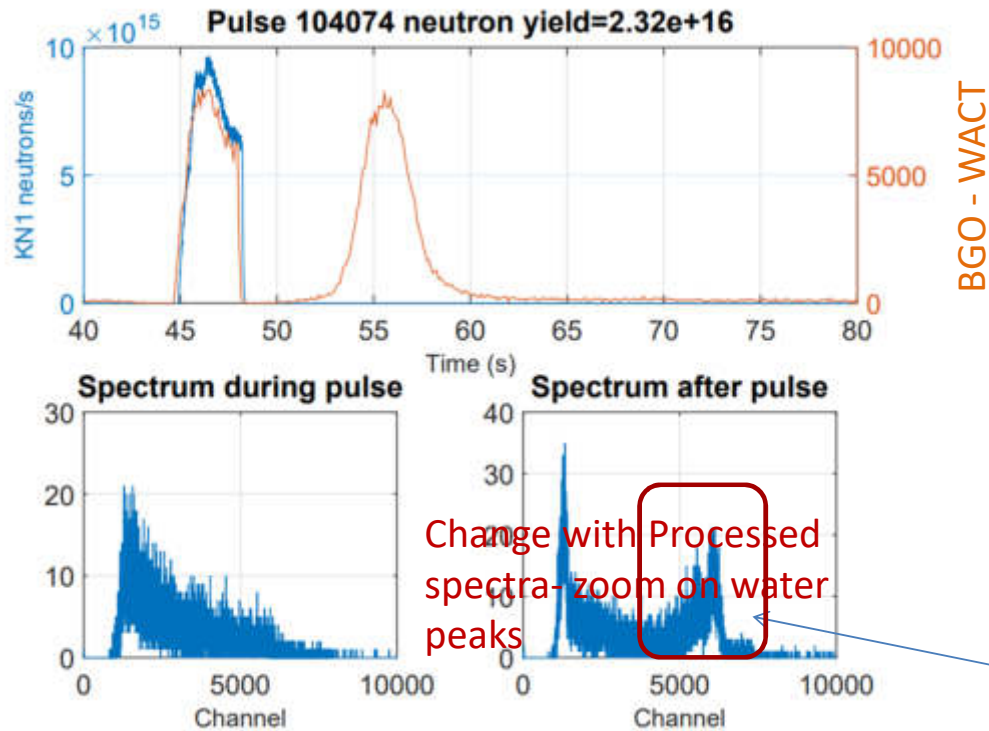 Pulse 104074 neutron yield=2.32e+16
×10^15
10
5
0
KN1 neutrons/s
10000
5000
0
BGO - WACT
40 45 50 55 60 65 70 75 80
Time (s)
Spectrum during pulse
30
20
10
0
0 5000 10000
Channel
Spectrum after pulse
40
30
20
10
0
0 5000 10000
Channel
Change with Processed
spectra- zoom on water
peaks